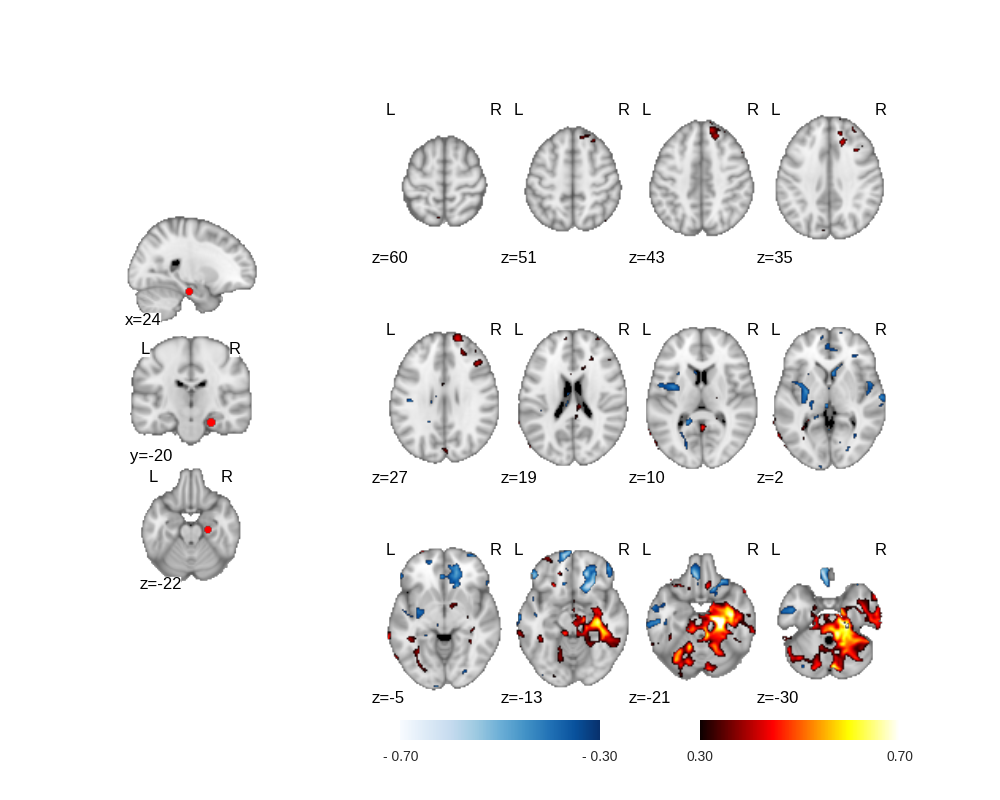 L R L R L R L R
z=60 z=51 z=43 z=35
x=24
L R
y=-20
L R
z=-22
L R L R L R L R
z=27 z=19 z=10 z=2
L R L R L R L R
z=-5 z=-13 z=-21 z=-30
- 0.70 - 0.30 0.30 0.70